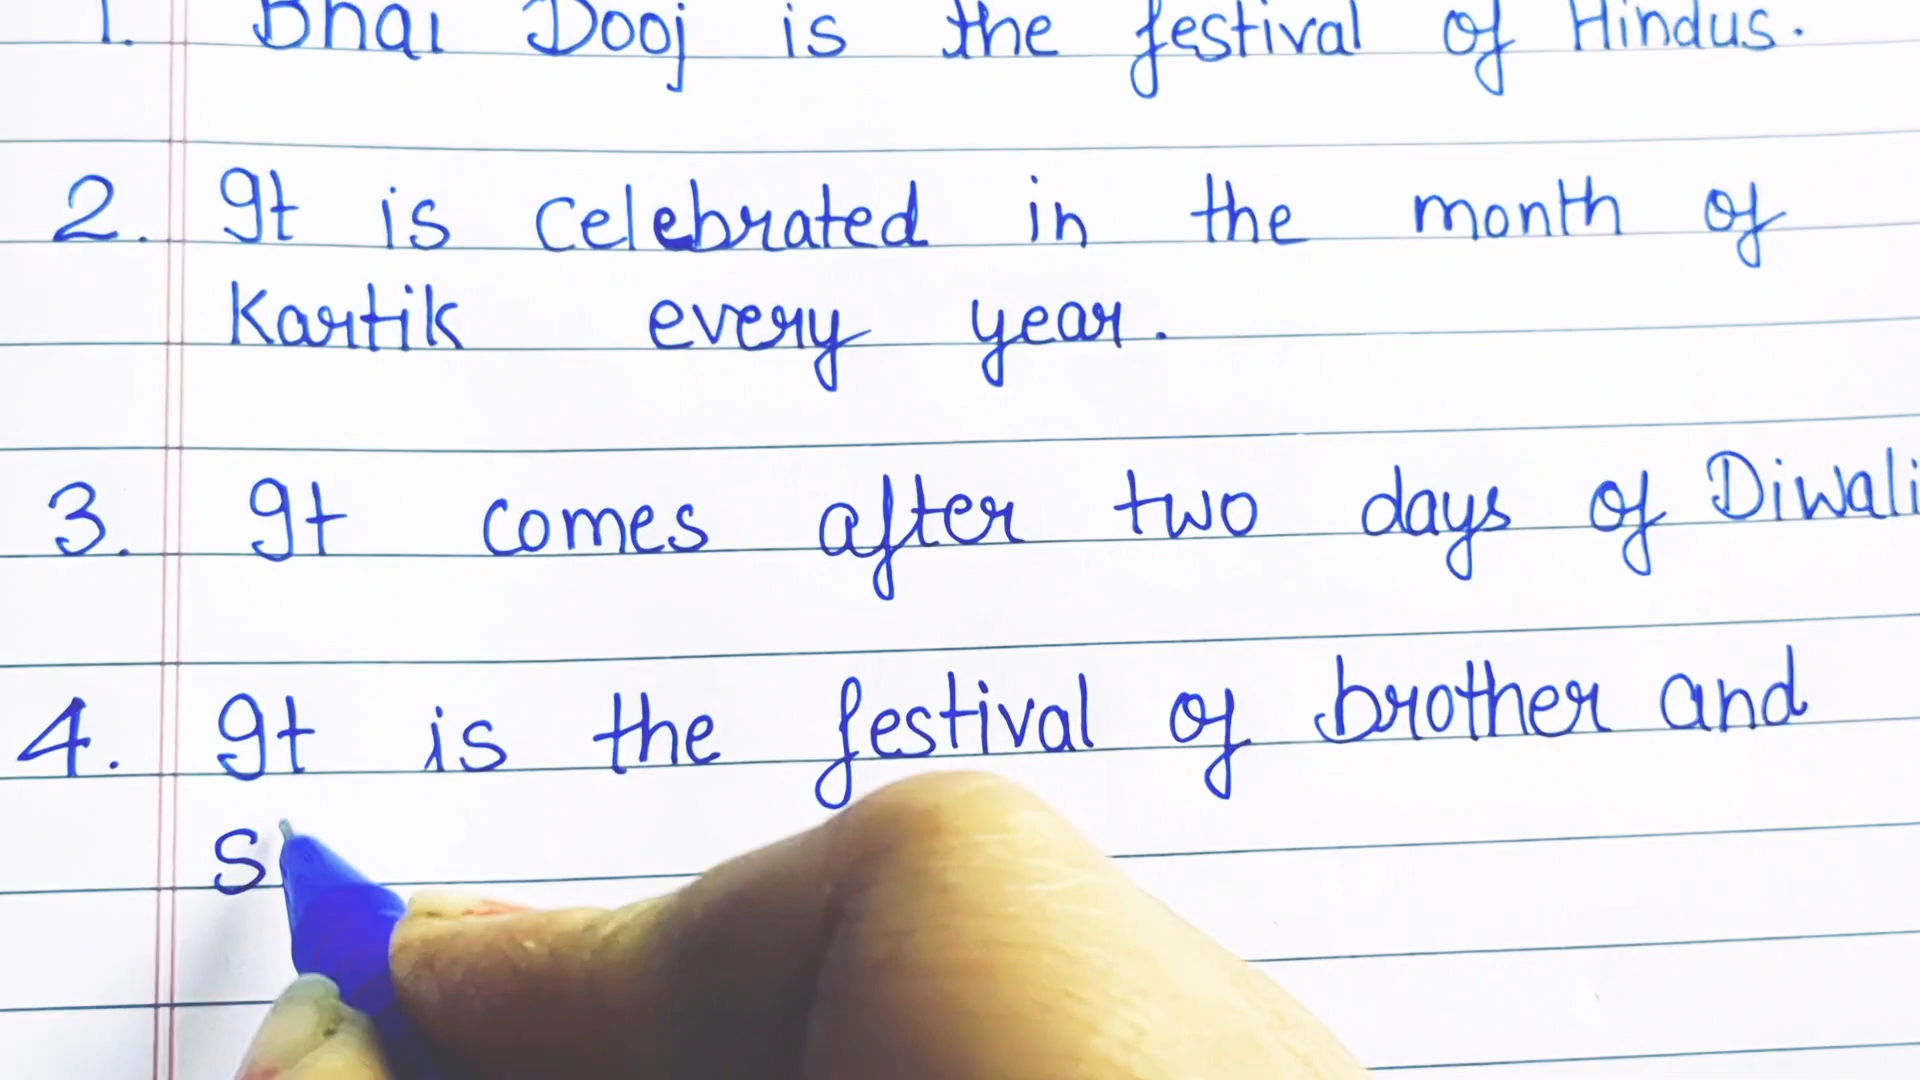 1. Bhai Dooj is the festival of Hindus.
2. It is celebrated in the month of
Kartik every year.
3. It comes after two days of Diwali
4. It is the festival of brother and
s